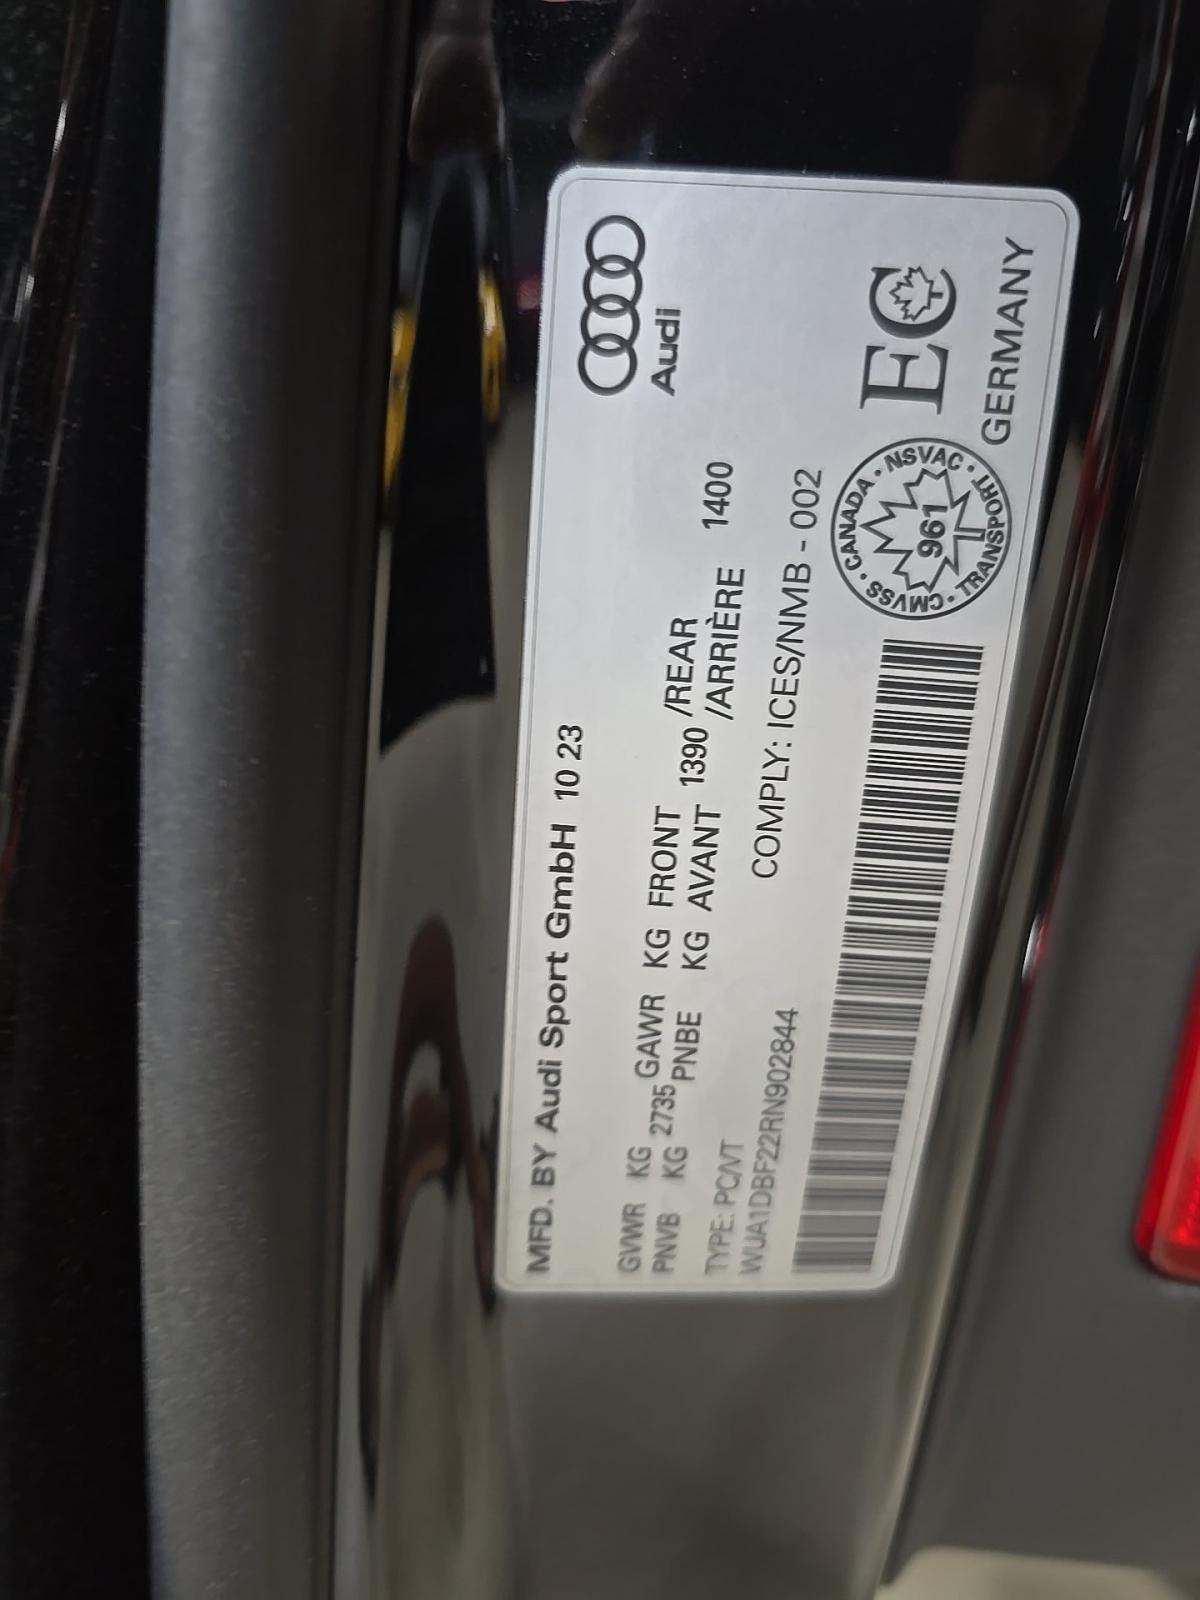 Audi
MFD. BY Audi Sport GmbH 10 23
GVWR KG 2735 GAWR KG FRONT 1390 /REAR 1400
PNVB KG PNBE KG AVANT /ARRIÈRE
TYPE: PC/VT
COMPLY: ICES/NMB - 002
WUA1DBF22RN902844
CMVSS · CANADA · NSVAC · TRANSPORT ·
961
EC
GERMANY